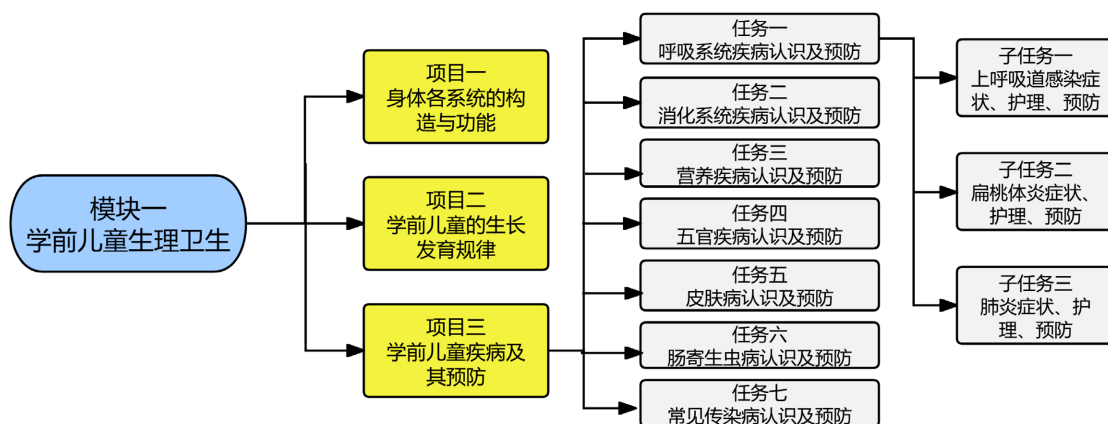 模块一
学前儿童生理卫生
项目一
身体各系统的构
造与功能
项目二
学前儿童的生长
发育规律
项目三
学前儿童疾病及
其预防
任务一
呼吸系统疾病认识及预防
任务二
消化系统疾病认识及预防
任务三
营养疾病认识及预防
任务四
五官疾病认识及预防
任务五
皮肤病认识及预防
任务六
肠寄生虫病认识及预防
任务七
常见传染病认识及预防
子任务一
上呼吸道感染症
状、护理、预防
子任务二
扁桃体炎症状、
护理、预防
子任务三
肺炎症状、护
理、预防